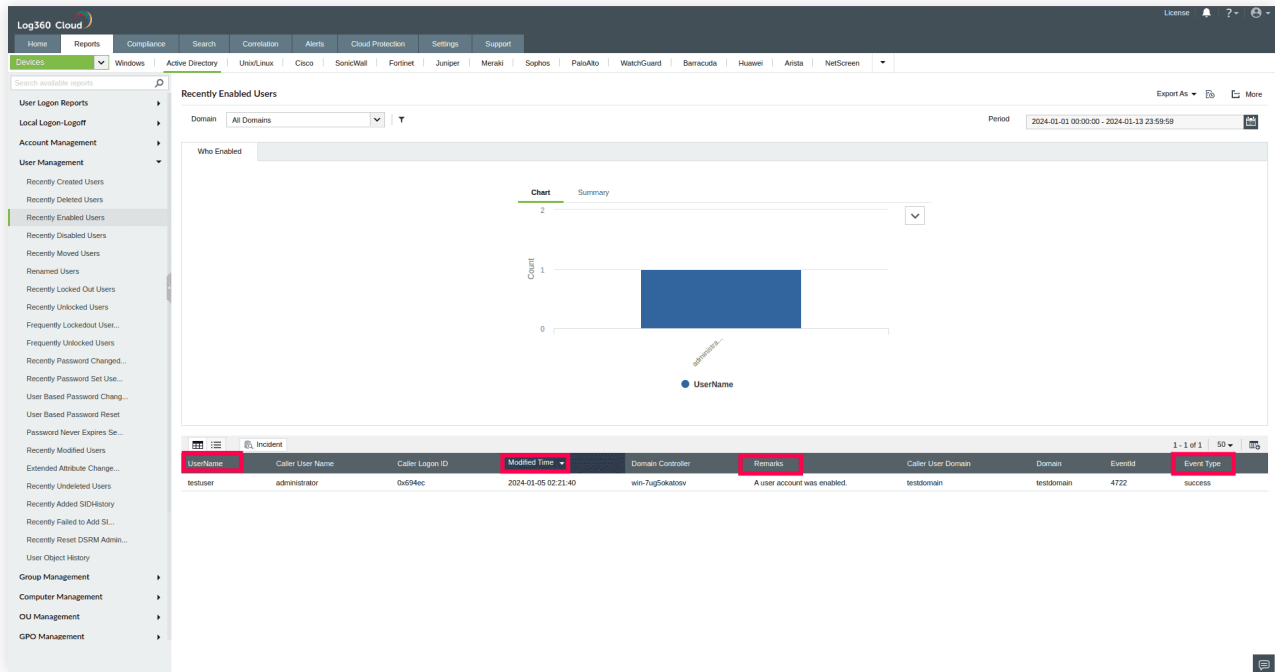 License ?
Log360 Cloud
Home Reports Compliance Search Correlation Alerts Cloud Protection Settings Support
Devices Windows Active Directory Unix/Linux Cisco SonicWall Fortinet Juniper Meraki Sophos PaloAlto WatchGuard Barracuda Huawei Arista NetScreen
Search available reports
User Logon Reports
Local Logon-Logoff
Account Management
User Management
Recently Created Users
Recently Deleted Users
Recently Enabled Users
Recently Disabled Users
Recently Moved Users
Renamed Users
Recently Locked Out Users
Recently Unlocked Users
Frequently Lockedout User...
Frequently Unlocked Users
Recently Password Changed...
Recently Password Set Use...
User Based Password Chang...
User Based Password Reset
Password Never Expires Se...
Recently Modified Users
Extended Attribute Change...
Recently Undeleted Users
Recently Added SIDHistory
Recently Failed to Add SI...
Recently Reset DSRM Admin...
User Object History
Group Management
Computer Management
OU Management
GPO Management
Recently Enabled Users
Export As More
Domain All Domains
Period 2024-01-01 00:00:00 - 2024-01-13 23:59:59
Who Enabled
Chart Summary
2
1
0
Count
administra...
UserName
Incident
1 - 1 of 1 50
UserName Caller User Name Caller Logon ID Modified Time Domain Controller Remarks Caller User Domain Domain EventId Event Type
testuser administrator 0x694ec 2024-01-05 02:21:40 win-7ug5okatosv A user account was enabled. testdomain testdomain 4722 success